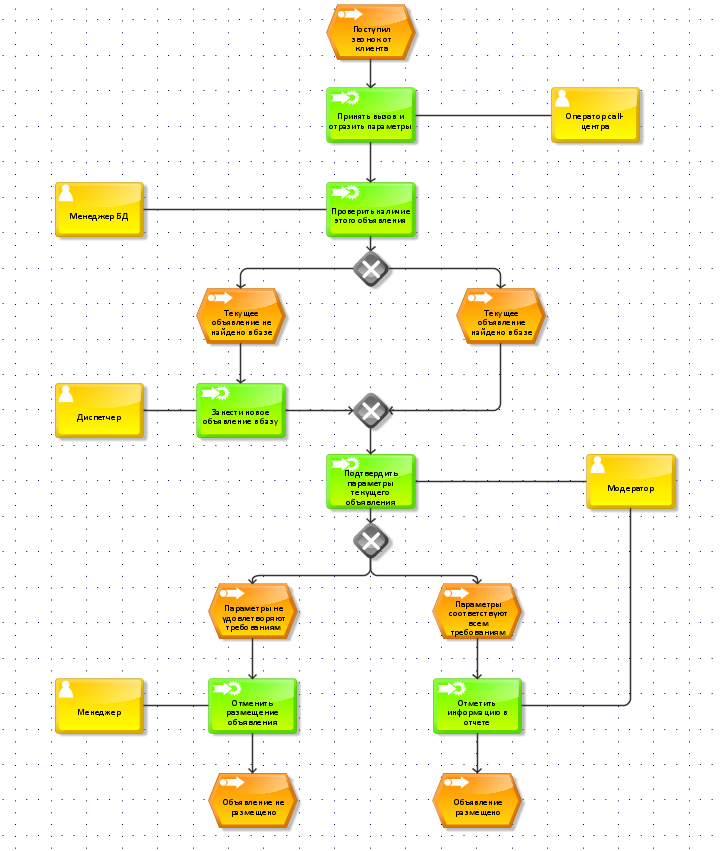 Поступил
звонок от
клиента
Принять вызов и
отразить параметры
Оператор call-
центра
Менеджер БД
Проверить наличие
этого объявления
Текущее
объявление не
найдено в базе
Текущее
объявление
найдено в базе
Диспетчер
Занести новое
объявление в базу
Подтвердить
параметры
текущего
объявления
Модератор
Параметры не
удовлетворяют
требованиям
Параметры
соответствуют
всем
требованиям
Менеджер
Отменить
размещение
объявления
Отметить
информацию в
отчете
Объявление не
размещено
Объявление
размещено